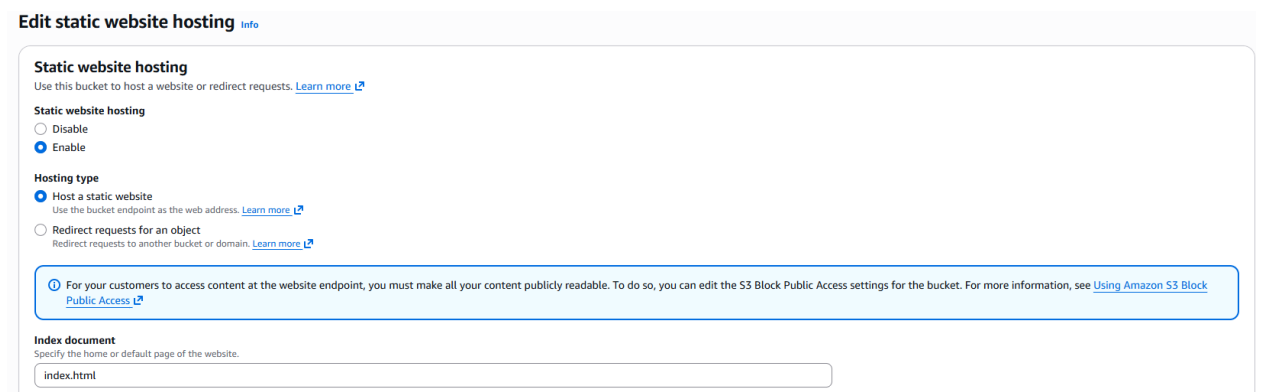 Edit static website hosting Info
Static website hosting
Use this bucket to host a website or redirect requests. Learn more
Static website hosting
Disable
Enable
Hosting type
Host a static website
Use the bucket endpoint as the web address. Learn more
Redirect requests for an object
Redirect requests to another bucket or domain. Learn more
For your customers to access content at the website endpoint, you must make all your content publicly readable. To do so, you can edit the S3 Block Public Access settings for the bucket. For more information, see Using Amazon S3 Block
Public Access
Index document
Specify the home or default page of the website.
index.html